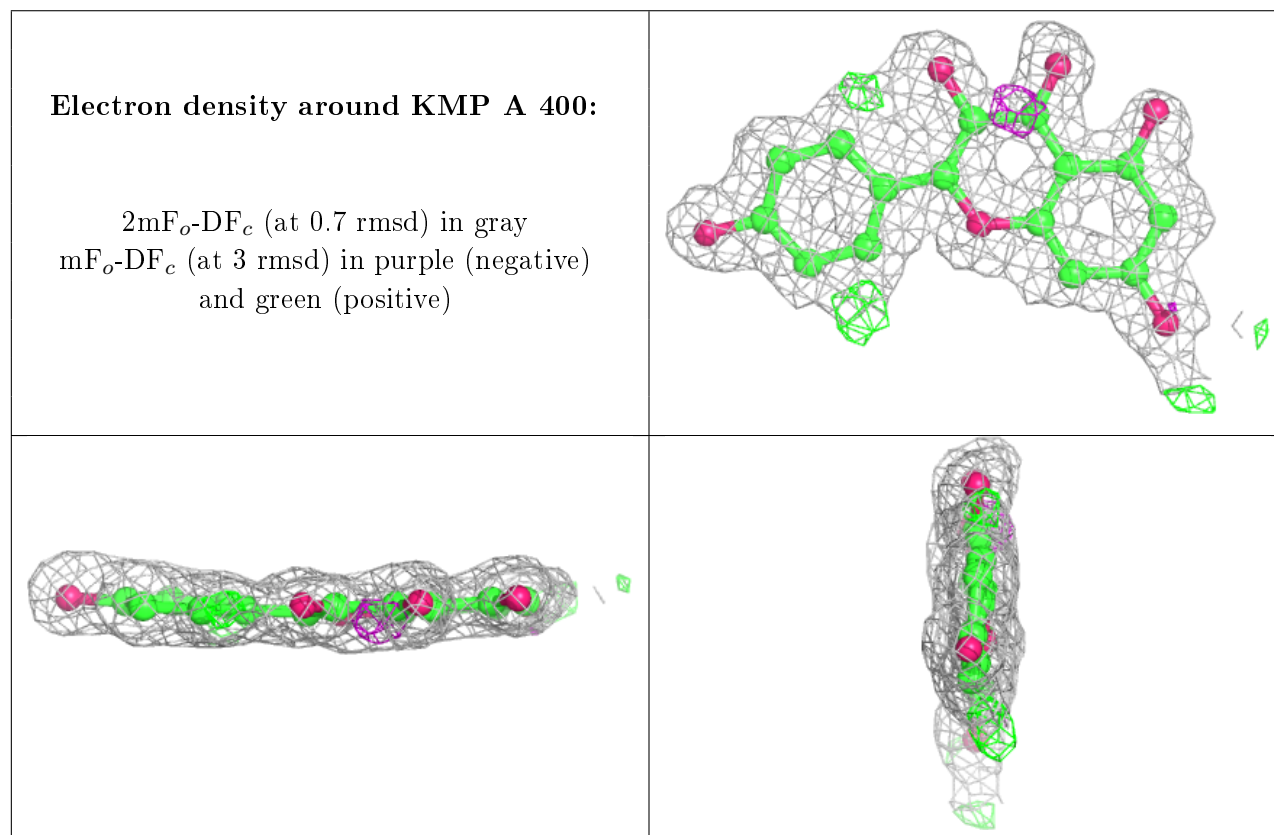 Electron density around KMP A 400:
2mFo-DFc (at 0.7 rmsd) in gray
mFo-DFc (at 3 rmsd) in purple (negative)
and green (positive)